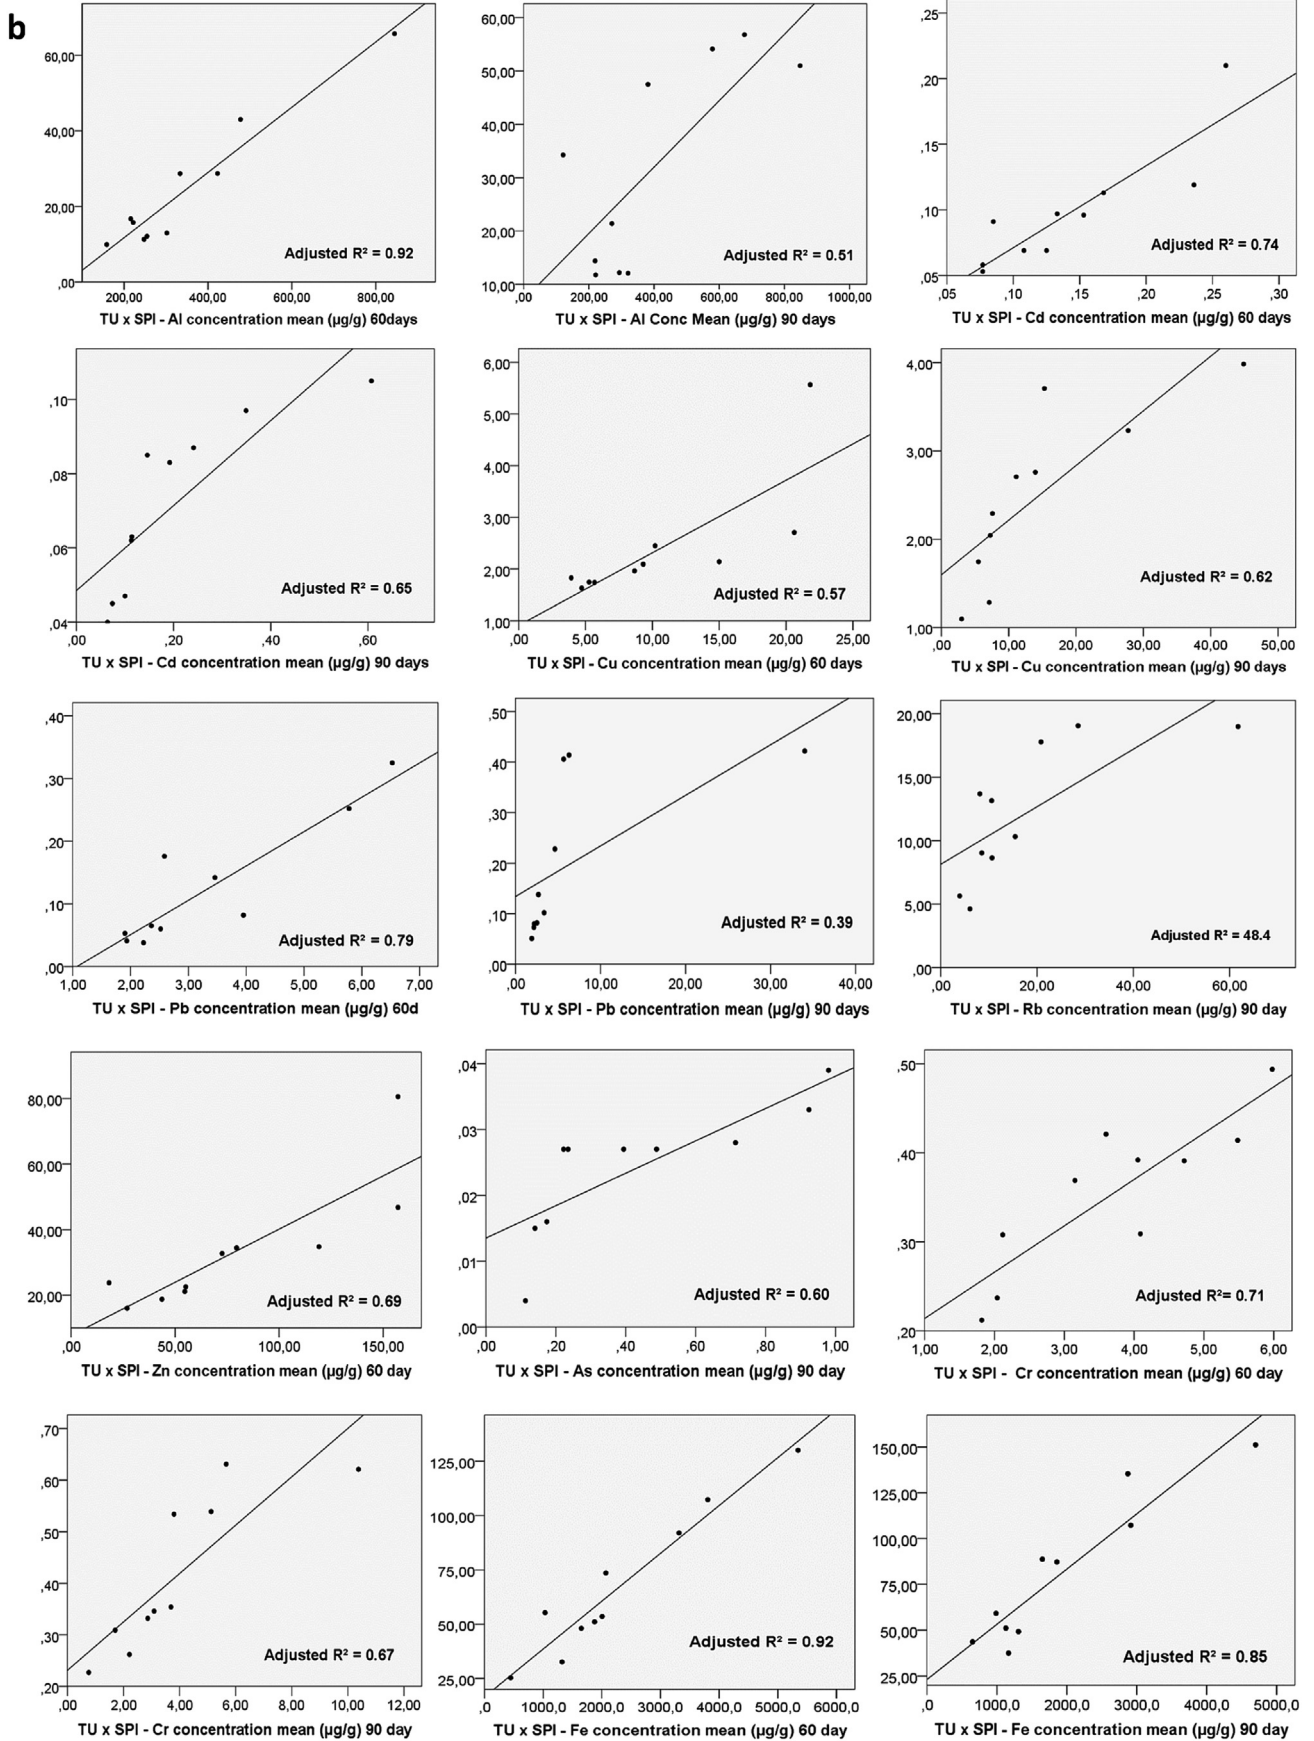 b
60,00
40,00
20,00
,00
200,00 400,00 600,00 800,00
Adjusted R² = 0.92
TU x SPI - Al concentration mean (µg/g) 60days
60,00
50,00
40,00
30,00
20,00
10,00
,00 200,00 400,00 600,00 800,00 1000,00
Adjusted R² = 0.51
TU x SPI - Al Conc Mean (µg/g) 90 days
,25
,20
,15
,10
,05
,05 ,10 ,15 ,20 ,25 ,30
Adjusted R² = 0.74
TU x SPI - Cd concentration mean (µg/g) 60 days
,10
,08
,06
,04
,00 ,20 ,40 ,60
Adjusted R² = 0.65
TU x SPI - Cd concentration mean (µg/g) 90 days
6,00
5,00
4,00
3,00
2,00
1,00
,00 5,00 10,00 15,00 20,00 25,00
Adjusted R² = 0.57
TU x SPI - Cu concentration mean (µg/g) 60 days
4,00
3,00
2,00
1,00
,00 10,00 20,00 30,00 40,00 50,00
Adjusted R² = 0.62
TU x SPI - Cu concentration mean (µg/g) 90 days
,40
,30
,20
,10
,00
1,00 2,00 3,00 4,00 5,00 6,00 7,00
Adjusted R² = 0.79
TU x SPI - Pb concentration mean (µg/g) 60d
,50
,40
,30
,20
,10
,00
,00 10,00 20,00 30,00 40,00
Adjusted R² = 0.39
TU x SPI - Pb concentration mean (µg/g) 90 days
20,00
15,00
10,00
5,00
,00
,00 20,00 40,00 60,00
Adjusted R² = 48.4
TU x SPI - Rb concentration mean (µg/g) 90 day
80,00
60,00
40,00
20,00
,00 50,00 100,00 150,00
Adjusted R² = 0.69
TU x SPI - Zn concentration mean (µg/g) 60 day
,04
,03
,02
,01
,00
,00 ,20 ,40 ,60 ,80 1,00
Adjusted R² = 0.60
TU x SPI - As concentration mean (µg/g) 90 day
,50
,40
,30
,20
1,00 2,00 3,00 4,00 5,00 6,00
Adjusted R²= 0.71
TU x SPI - Cr concentration mean (µg/g) 60 day
,70
,60
,50
,40
,30
,20
,00 2,00 4,00 6,00 8,00 10,00 12,00
Adjusted R² = 0.67
TU x SPI - Cr concentration mean (µg/g) 90 day
125,00
100,00
75,00
50,00
25,00
,00 1000,0 2000,0 3000,0 4000,0 5000,0 6000,0
Adjusted R² = 0.92
TU x SPI - Fe concentration mean (µg/g) 60 day
150,00
125,00
100,00
75,00
50,00
25,00
,0 1000,0 2000,0 3000,0 4000,0 5000,0
Adjusted R² = 0.85
TU x SPI - Fe concentration mean (µg/g) 90 day